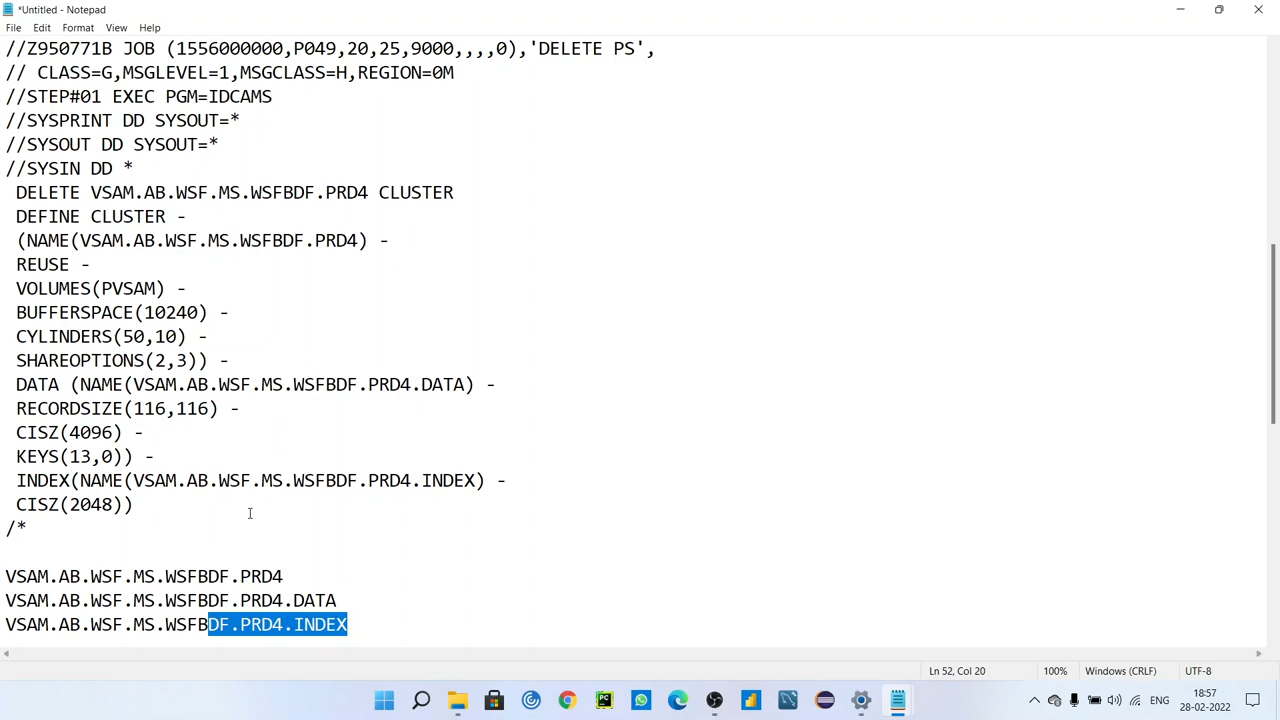 *Untitled - Notepad
File Edit Format View Help
//Z950771B JOB (1556000000,P049,20,25,9000,,,,0),'DELETE PS',
// CLASS=G,MSGLEVEL=1,MSGCLASS=H,REGION=0M
//STEP#01 EXEC PGM=IDCAMS
//SYSPRINT DD SYSOUT=*
//SYSOUT DD SYSOUT=*
//SYSIN DD *
DELETE VSAM.AB.WSF.MS.WSFBDF.PRD4 CLUSTER
DEFINE CLUSTER -
(NAME(VSAM.AB.WSF.MS.WSFBDF.PRD4) -
REUSE -
VOLUMES(PVSAM) -
BUFFERSPACE(10240) -
CYLINDERS(50,10) -
SHAREOPTIONS(2,3)) -
DATA (NAME(VSAM.AB.WSF.MS.WSFBDF.PRD4.DATA) -
RECORDSIZE(116,116) -
CISZ(4096) -
KEYS(13,0)) -
INDEX(NAME(VSAM.AB.WSF.MS.WSFBDF.PRD4.INDEX) -
CISZ(2048))
/*
VSAM.AB.WSF.MS.WSFBDF.PRD4
VSAM.AB.WSF.MS.WSFBDF.PRD4.DATA
VSAM.AB.WSF.MS.WSFBDF.PRD4.INDEX
Ln 52, Col 20 100% Windows (CRLF) UTF-8
PC
ENG
18:57
28-02-2022